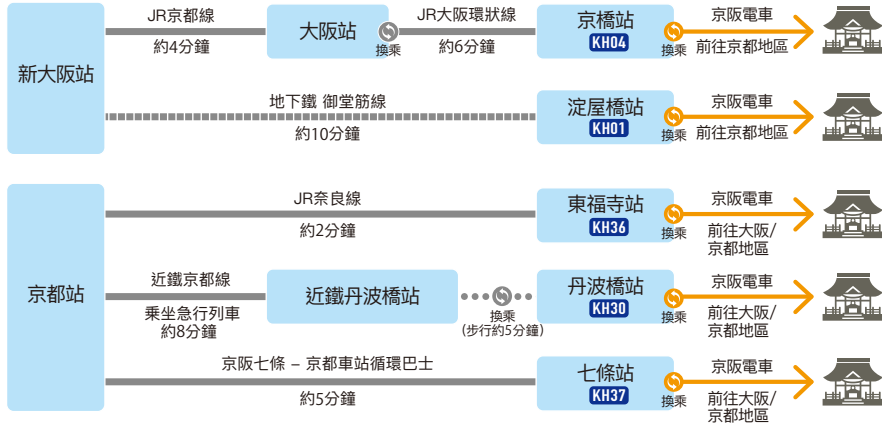 新大阪站
JR京都線
約4分鐘
大阪站
換乘
JR大阪環狀線
約6分鐘
京橋站
KH04
換乘
京阪電車
前往京都地區
地下鐵 御堂筋線
約10分鐘
淀屋橋站
KH01
換乘
京阪電車
前往京都地區
京都站
JR奈良線
約2分鐘
東福寺站
KH36
換乘
京阪電車
前往大阪/
京都地區
近鐵京都線
乘坐急行列車
約8分鐘
近鐵丹波橋站
換乘
(步行約5分鐘)
丹波橋站
KH30
換乘
京阪電車
前往大阪/
京都地區
京阪七條 – 京都車站循環巴士
約5分鐘
七條站
KH37
換乘
京阪電車
前往大阪/
京都地區